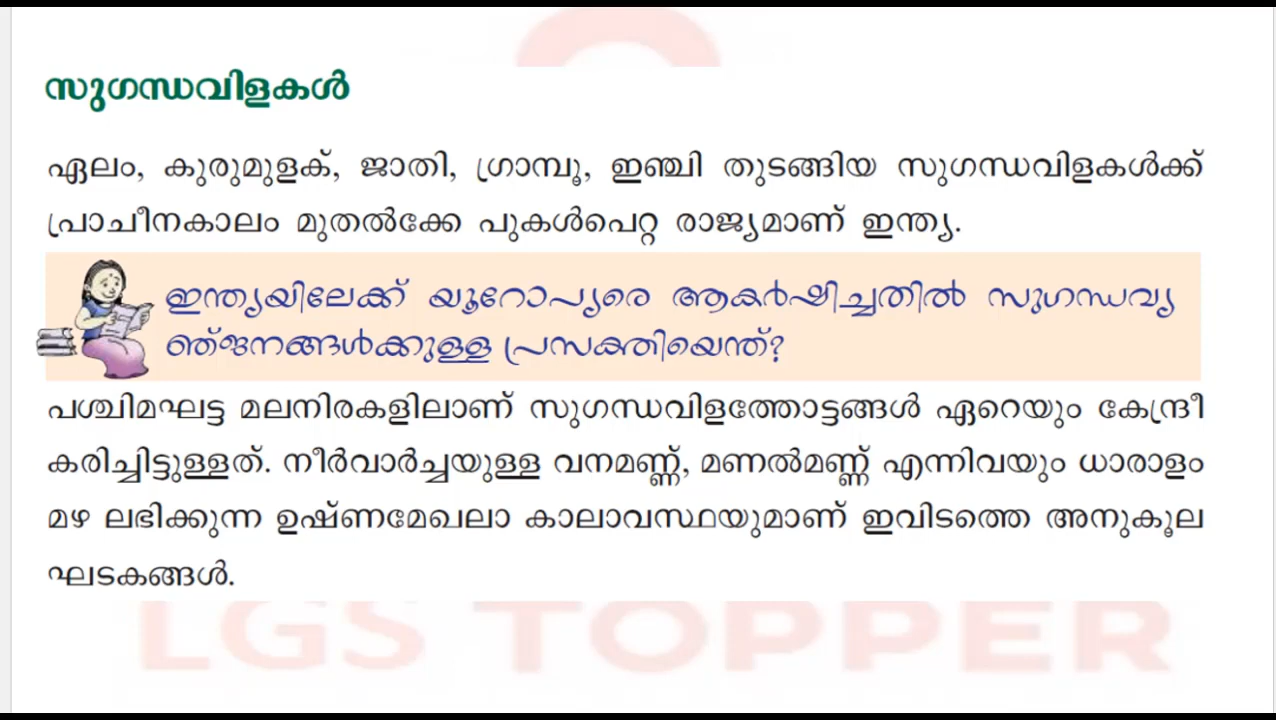 സുഗന്ധവിളകൾ
ഏലം, കുരുമുളക്, ജാതി, ഗ്രാമ്പൂ, ഇഞ്ചി തുടങ്ങിയ സുഗന്ധവിളകൾക്ക്
പ്രാചീനകാലം മുതൽക്കേ പുകൾപെറ്റ രാജ്യമാണ് ഇന്ത്യ.
ഇന്ത്യയിലേക്ക് യൂറോപ്യരെ ആകർഷിച്ചതിൽ സുഗന്ധവ്യ
ഞ്ജനങ്ങൾക്കുള്ള പ്രസക്തിയെന്ത്?
പശ്ചിമഘട്ട മലനിരകളിലാണ് സുഗന്ധവിളത്തോട്ടങ്ങൾ ഏറെയും കേന്ദ്രീ
കരിച്ചിട്ടുള്ളത്. നീർവാർച്ചയുള്ള വനമണ്ണ്, മണൽമണ്ണ് എന്നിവയും ധാരാളം
മഴ ലഭിക്കുന്ന ഉഷ്ണമേഖലാ കാലാവസ്ഥയുമാണ് ഇവിടത്തെ അനുകൂല
ഘടകങ്ങൾ.
LGS TOPPER